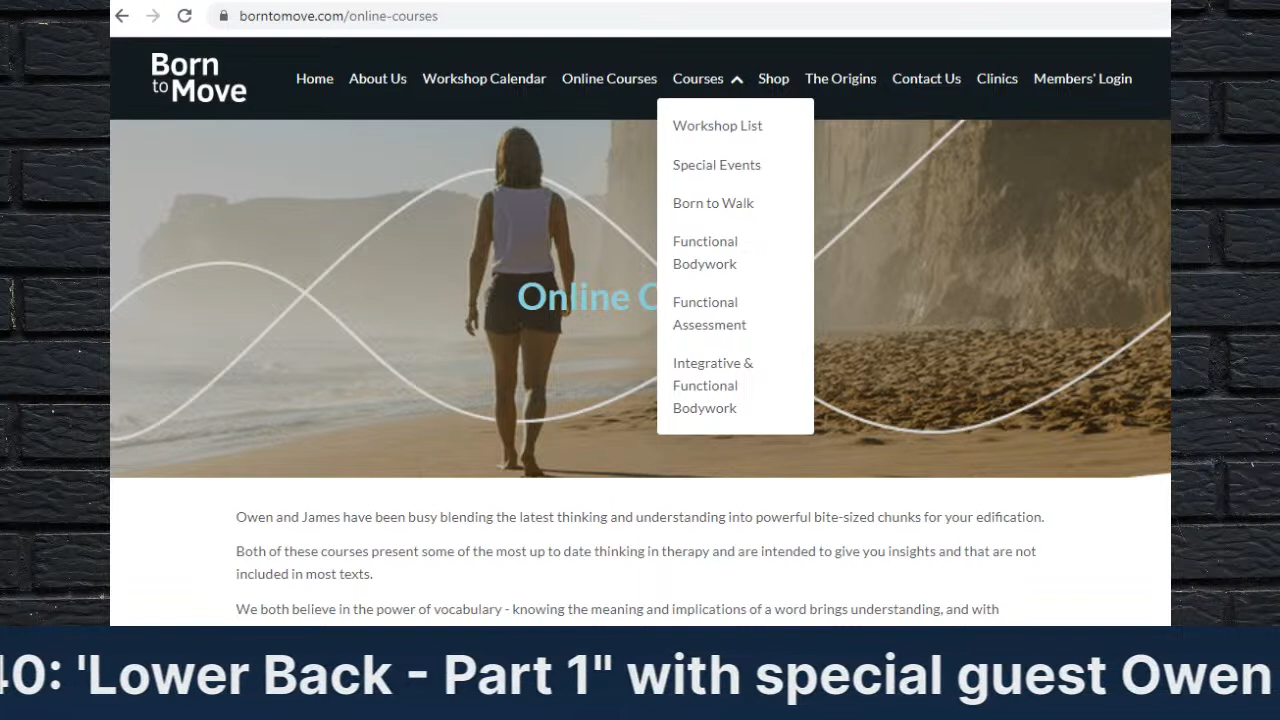 borntomove.com/online-courses
Born
to Move
Home About Us Workshop Calendar Online Courses Courses Shop The Origins Contact Us Clinics Members' Login
Workshop List
Special Events
Born to Walk
Functional
Bodywork
Functional
Assessment
Integrative &
Functional
Bodywork
Online C
Owen and James have been busy blending the latest thinking and understanding into powerful bite-sized chunks for your edification.
Both of these courses present some of the most up to date thinking in therapy and are intended to give you insights and that are not
included in most texts.
We both believe in the power of vocabulary - knowing the meaning and implications of a word brings understanding, and with
40: 'Lower Back - Part 1" with special guest Owen